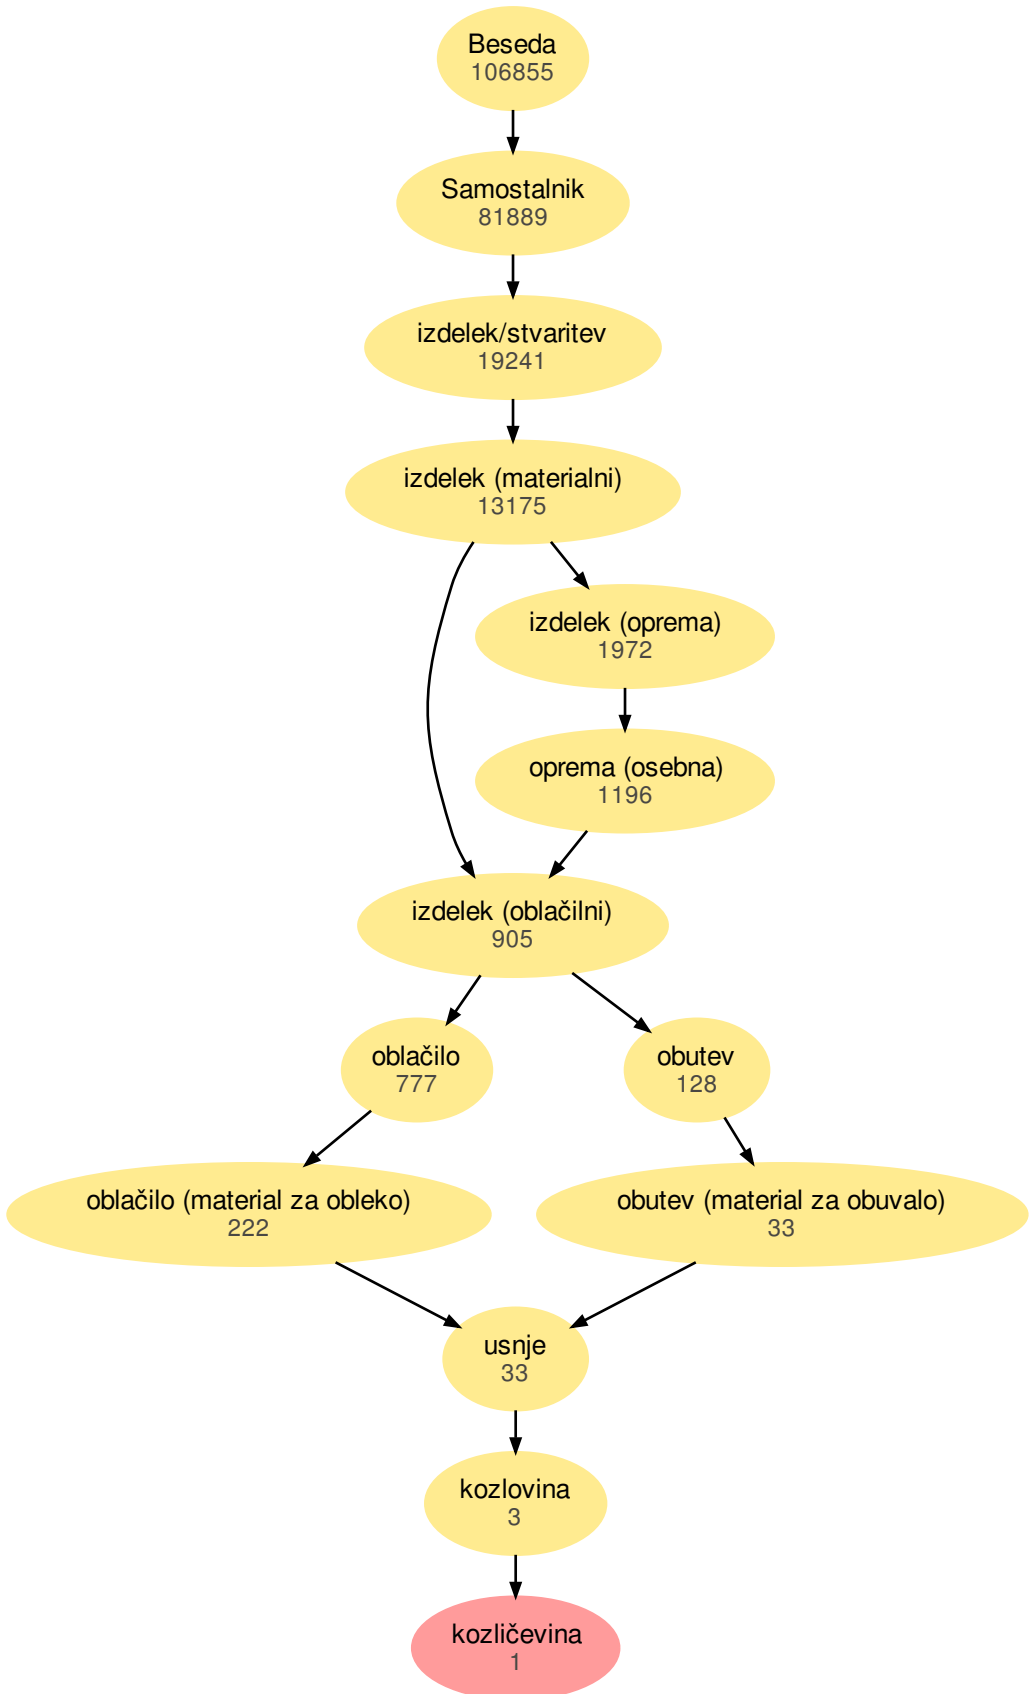 Beseda
106855
Samostalnik
81889
izdelek/stvaritev
19241
izdelek (materialni)
13175
izdelek (oprema)
1972
oprema (osebna)
1196
izdelek (oblačilni)
905
oblačilo
777
obutev
128
oblačilo (material za obleko)
222
obutev (material za obuvalo)
33
usnje
33
kozlovina
3
kozličevina
1